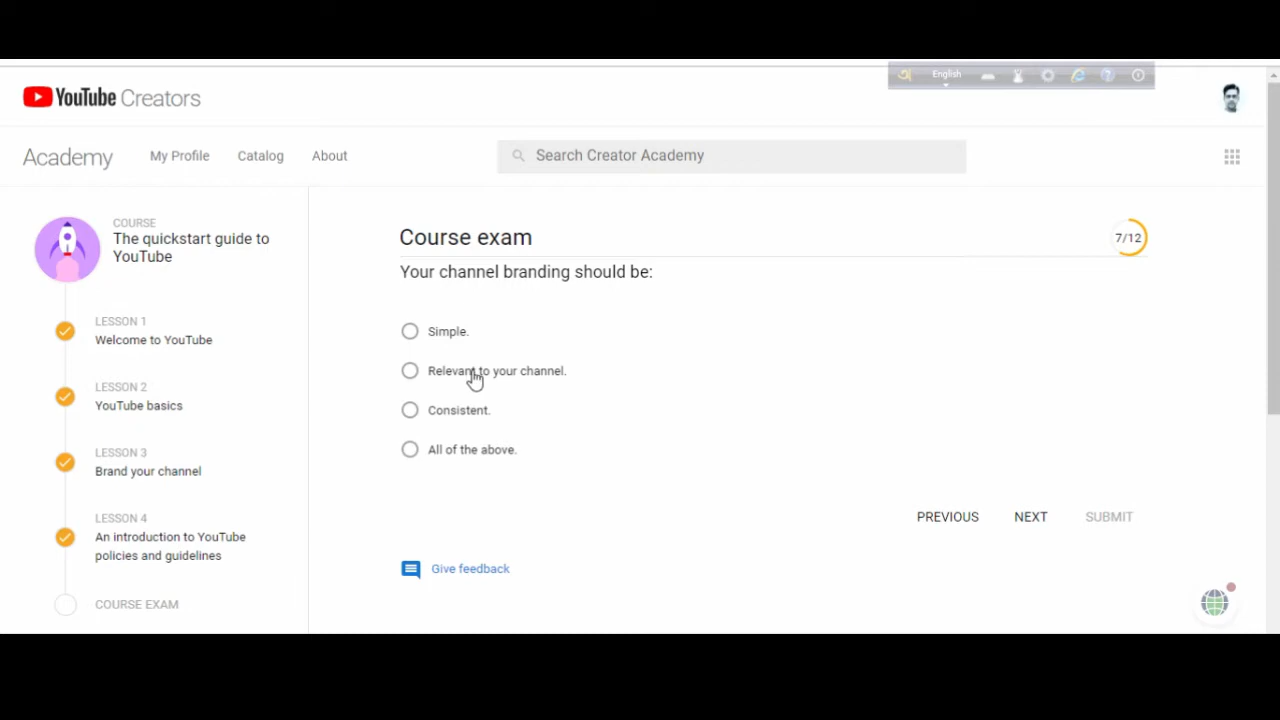 English
YouTube Creators
Academy My Profile Catalog About Search Creator Academy
COURSE
The quickstart guide to
YouTube
LESSON 1
Welcome to YouTube
LESSON 2
YouTube basics
LESSON 3
Brand your channel
LESSON 4
An introduction to YouTube
policies and guidelines
COURSE EXAM
Course exam 7/12
Your channel branding should be:
Simple.
Relevant to your channel.
Consistent.
All of the above.
PREVIOUS NEXT SUBMIT
Give feedback